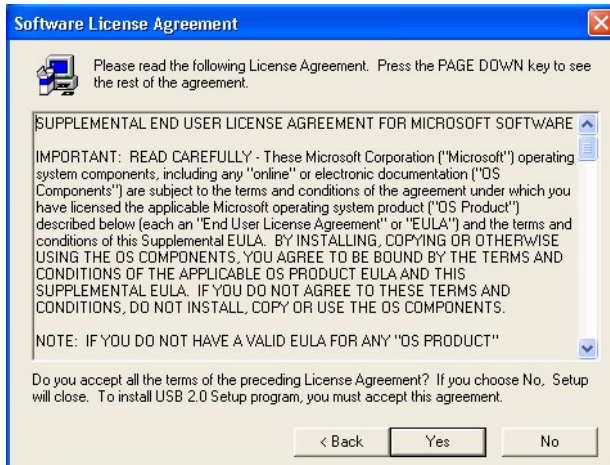 Software License Agreement
Please read the following License Agreement. Press the PAGE DOWN key to see
the rest of the agreement.
SUPPLEMENTAL END USER LICENSE AGREEMENT FOR MICROSOFT SOFTWARE
IMPORTANT: READ CAREFULLY - These Microsoft Corporation ("Microsoft") operating
system components, including any "online" or electronic documentation ("OS
Components") are subject to the terms and conditions of the agreement under which you
have licensed the applicable Microsoft operating system product ("OS Product")
described below (each an "End User License Agreement" or "EULA") and the terms and
conditions of this Supplemental EULA. BY INSTALLING, COPYING OR OTHERWISE
USING THE OS COMPONENTS, YOU AGREE TO BE BOUND BY THE TERMS AND
CONDITIONS OF THE APPLICABLE OS PRODUCT EULA AND THIS
SUPPLEMENTAL EULA. IF YOU DO NOT AGREE TO THESE TERMS AND
CONDITIONS, DO NOT INSTALL, COPY OR USE THE OS COMPONENTS.
NOTE: IF YOU DO NOT HAVE A VALID EULA FOR ANY "OS PRODUCT"
Do you accept all the terms of the preceding License Agreement? If you choose No, Setup
will close. To install USB 2.0 Setup program, you must accept this agreement.
< Back Yes No